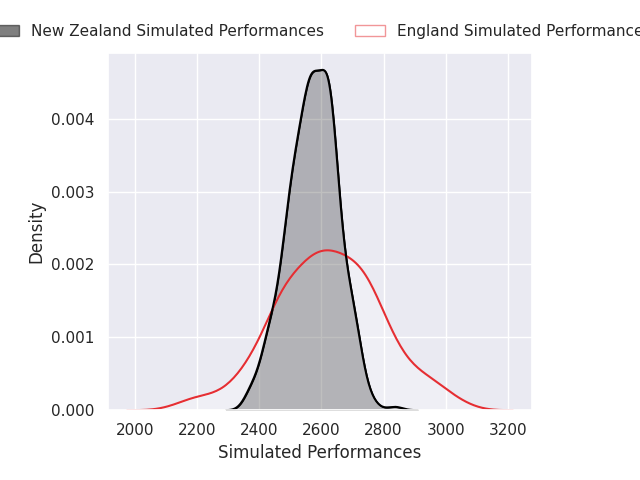 New Zealand Simulated Performances England Simulated Performance
0.004
0.003
0.002
0.001
0.000
Density
2000 2200 2400 2600 2800 3000 3200
Simulated Performances